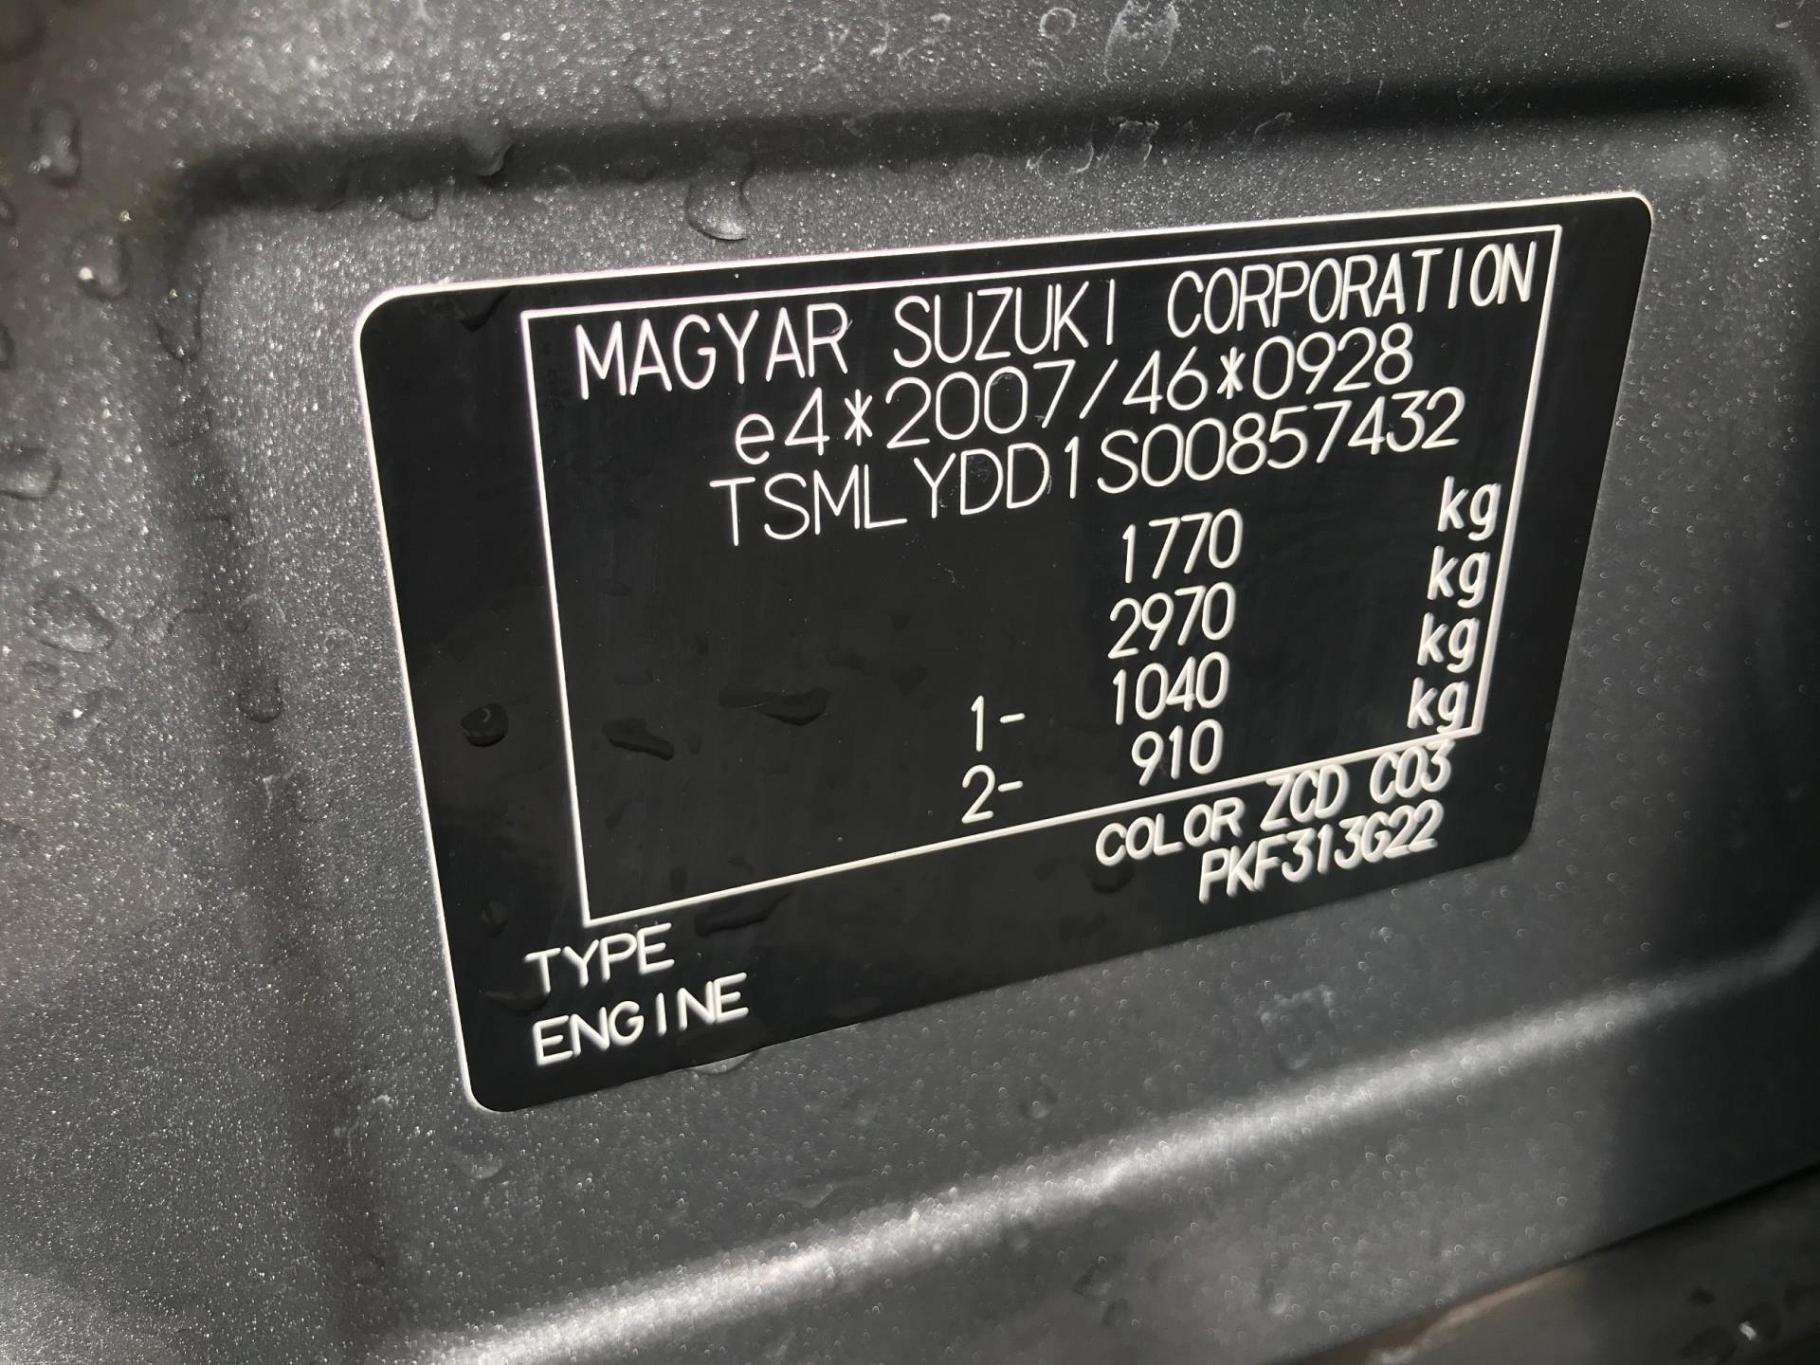 MAGYAR SUZUKI CORPORATION
e4*2007/46*0928
TSMLYDD1S00857432
1770 kg
2970 kg
1- 1040 kg
2- 910 kg
COLOR ZCD C03
TYPE PKF313G22
ENGINE